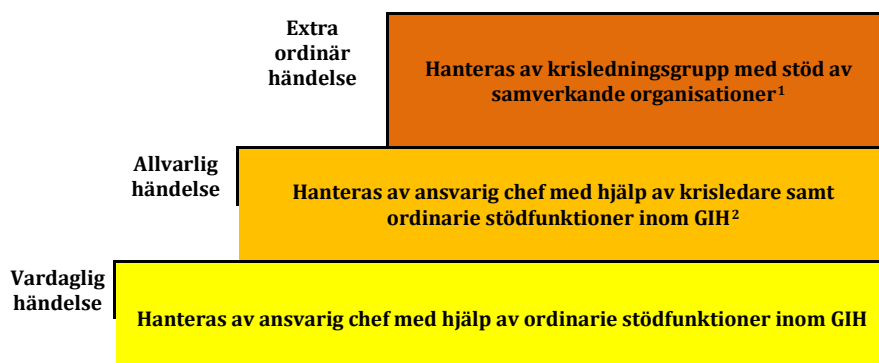 Extra
ordinär
händelse
Hanteras av krisledningsgrupp med stöd av
samverkande organisationer¹
Allvarlig
händelse
Hanteras av ansvarig chef med hjälp av krisledare samt
ordinarie stödfunktioner inom GIH²
Vardaglig
händelse
Hanteras av ansvarig chef med hjälp av ordinarie stödfunktioner inom GIH